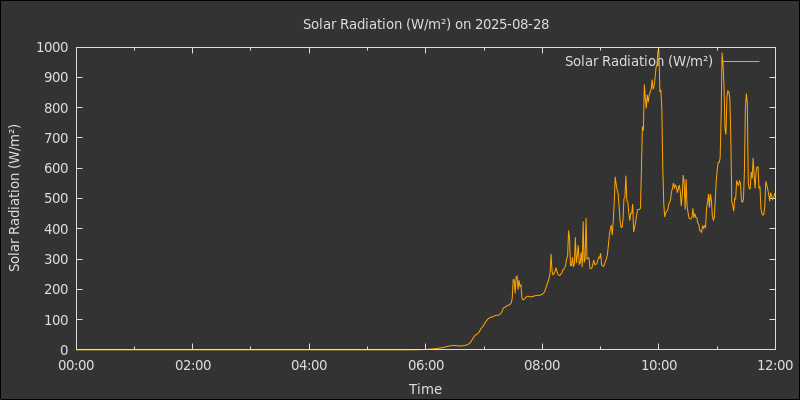 Solar Radiation (W/m²) on 2025-08-28
Solar Radiation (W/m²)
Solar Radiation (W/m²)
1000
900
800
700
600
500
400
300
200
100
0
00:00 02:00 04:00 06:00 08:00 10:00 12:00
Time